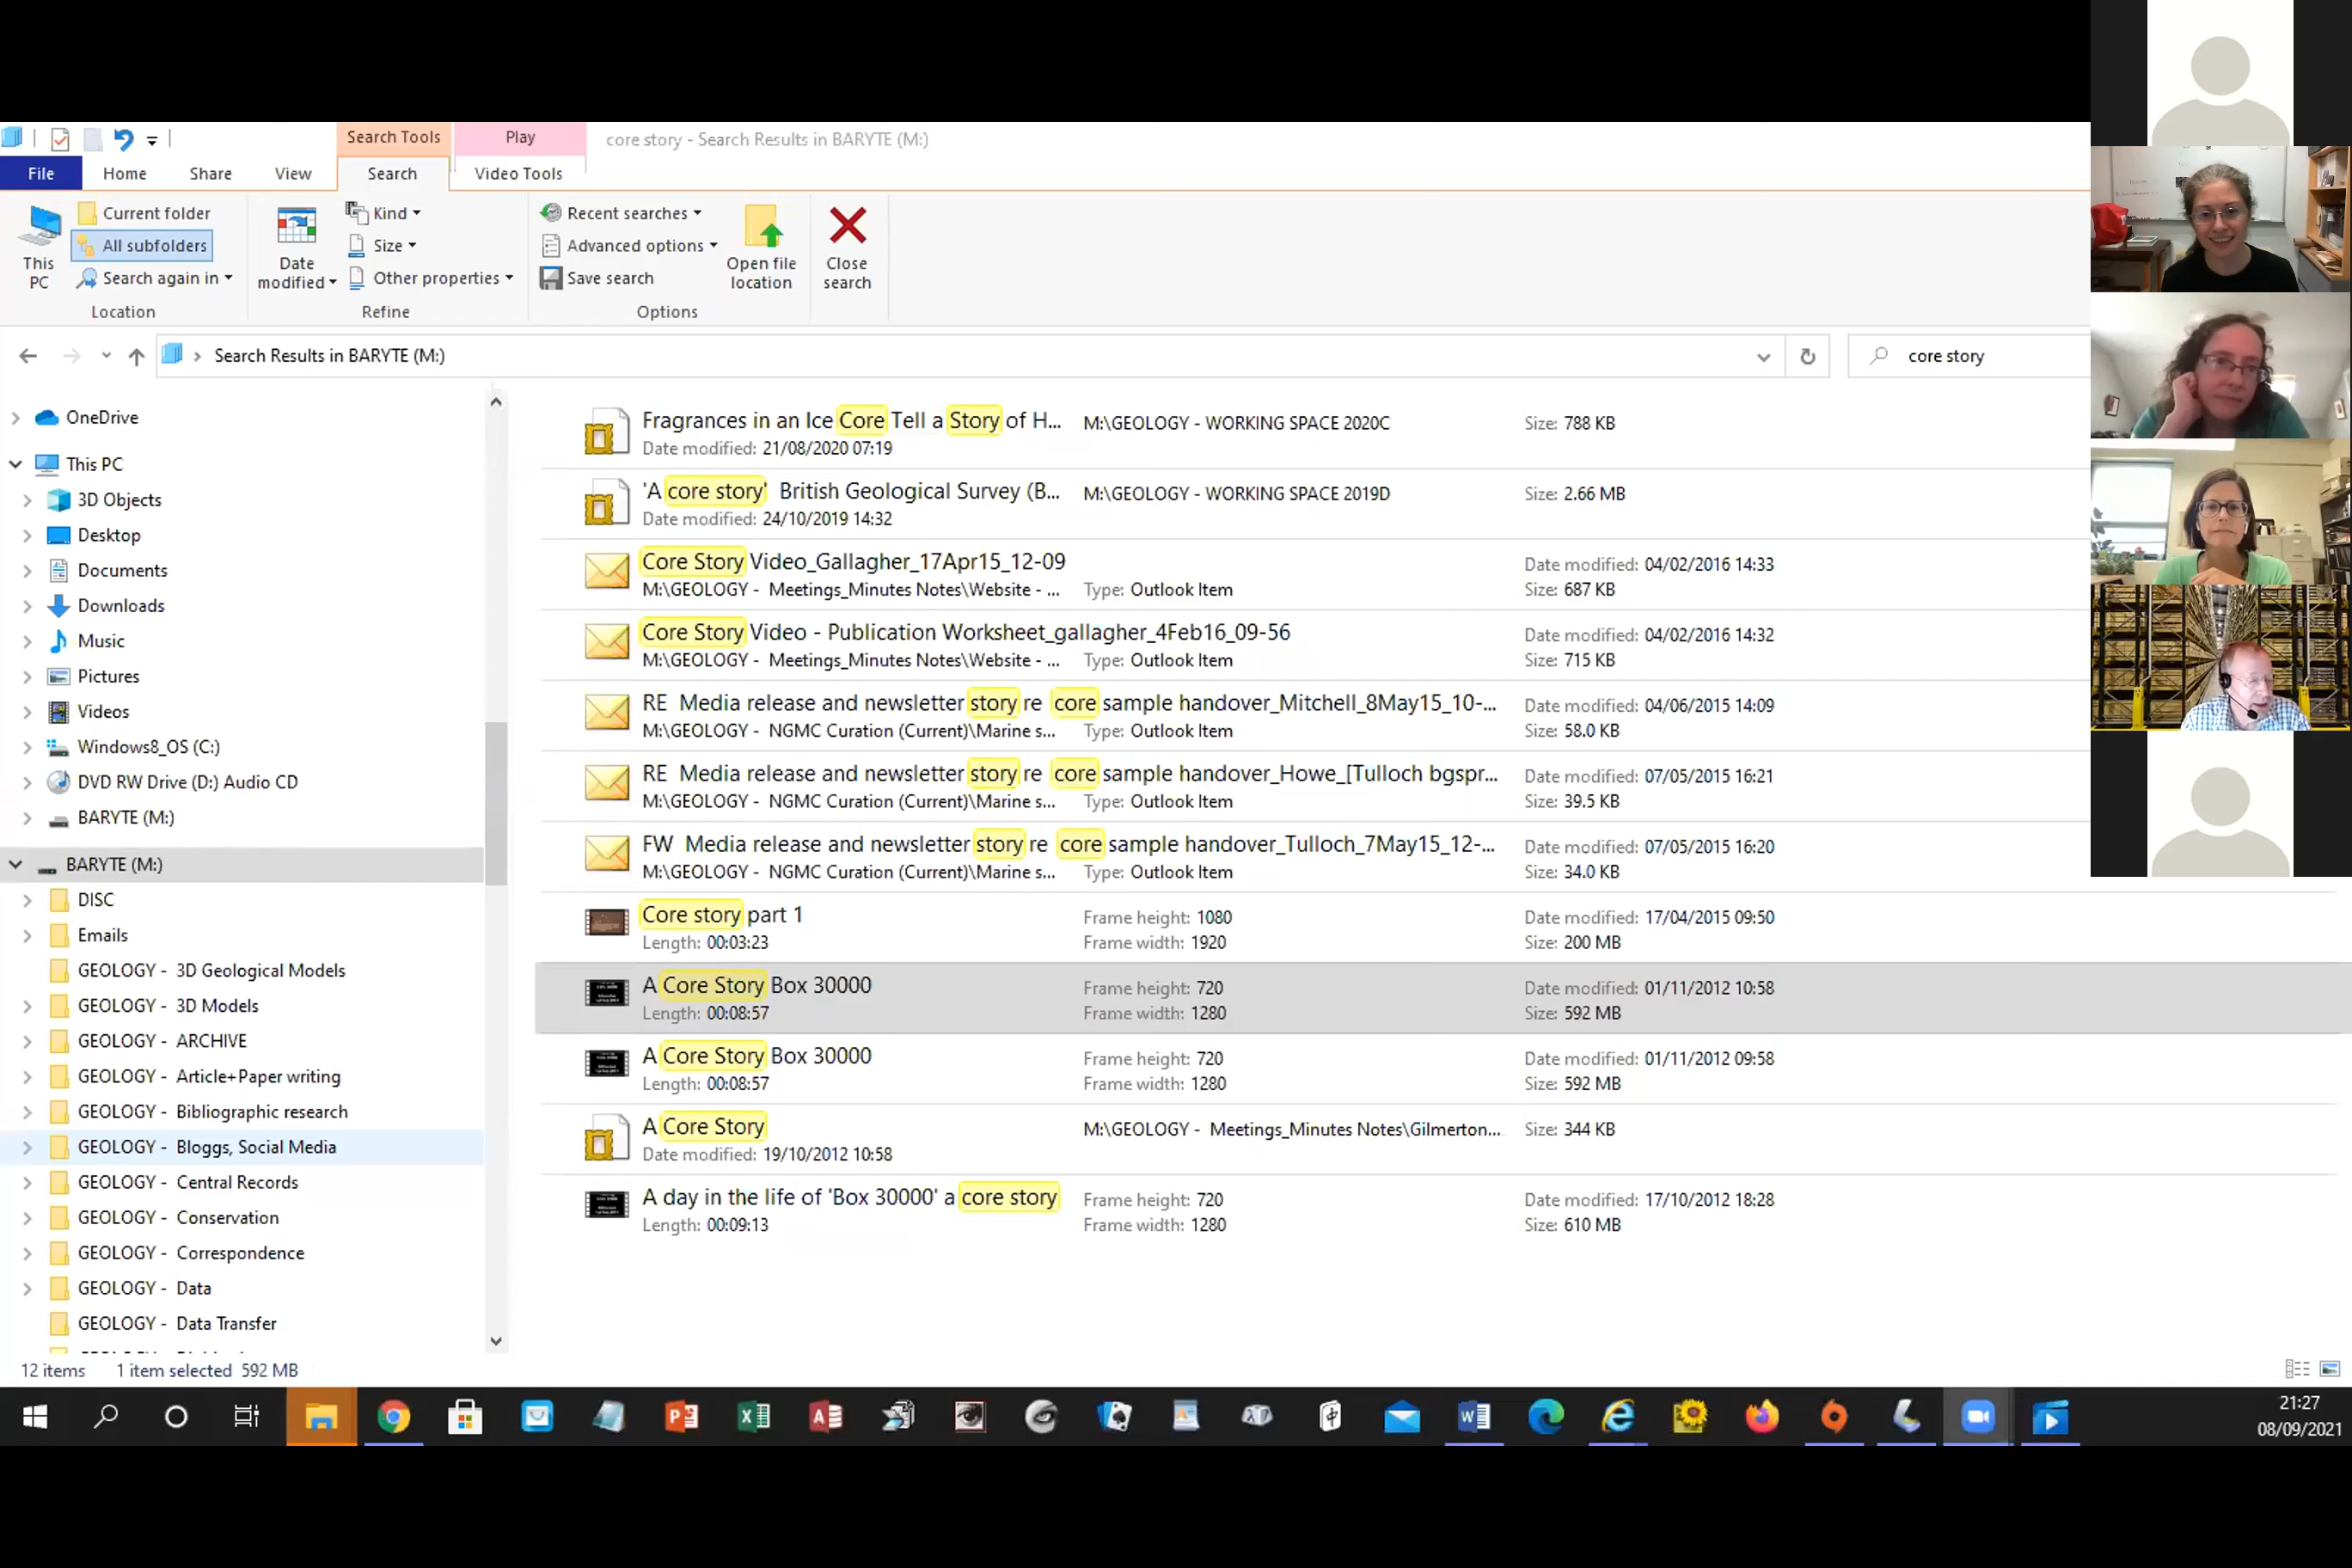 Search Tools
Play
core story - Search Results in BARYTE (M:)
File
Home
Share
View
Search
Video Tools
This PC
Current folder
All subfolders
Search again in
Location
Date modified
Kind
Size
Other properties
Refine
Recent searches
Advanced options
Save search
Open file location
Options
Close search
Search Results in BARYTE (M:)
core story
OneDrive
This PC
3D Objects
Desktop
Documents
Downloads
Music
Pictures
Videos
Windows8_OS (C:)
DVD RW Drive (D:) Audio CD
BARYTE (M:)
BARYTE (M:)
DISC
Emails
GEOLOGY - 3D Geological Models
GEOLOGY - 3D Models
GEOLOGY - ARCHIVE
GEOLOGY - Article+Paper writing
GEOLOGY - Bibliographic research
GEOLOGY - Bloggs, Social Media
GEOLOGY - Central Records
GEOLOGY - Conservation
GEOLOGY - Correspondence
GEOLOGY - Data
GEOLOGY - Data Transfer
Fragrances in an Ice Core Tell a Story of H... M:\GEOLOGY - WORKING SPACE 2020C Size: 788 KB
Date modified: 21/08/2020 07:19
'A core story' British Geological Survey (B... M:\GEOLOGY - WORKING SPACE 2019D Size: 2.66 MB
Date modified: 24/10/2019 14:32
Core Story Video_Gallagher_17Apr15_12-09 Date modified: 04/02/2016 14:33
M:\GEOLOGY - Meetings_Minutes Notes\Website - ... Type: Outlook Item Size: 687 KB
Core Story Video - Publication Worksheet_gallagher_4Feb16_09-56 Date modified: 04/02/2016 14:32
M:\GEOLOGY - Meetings_Minutes Notes\Website - ... Type: Outlook Item Size: 715 KB
RE Media release and newsletter story re core sample handover_Mitchell_8May15_10-... Date modified: 04/06/2015 14:09
M:\GEOLOGY - NGMC Curation (Current)\Marine s... Type: Outlook Item Size: 58.0 KB
RE Media release and newsletter story re core sample handover_Howe_[Tulloch bgspr... Date modified: 07/05/2015 16:21
M:\GEOLOGY - NGMC Curation (Current)\Marine s... Type: Outlook Item Size: 39.5 KB
FW Media release and newsletter story re core sample handover_Tulloch_7May15_12-... Date modified: 07/05/2015 16:20
M:\GEOLOGY - NGMC Curation (Current)\Marine s... Type: Outlook Item Size: 34.0 KB
Core story part 1 Frame height: 1080 Date modified: 17/04/2015 09:50
Length: 00:03:23 Frame width: 1920 Size: 200 MB
A Core Story Box 30000 Frame height: 720 Date modified: 01/11/2012 10:58
Length: 00:08:57 Frame width: 1280 Size: 592 MB
A Core Story Box 30000 Frame height: 720 Date modified: 01/11/2012 09:58
Length: 00:08:57 Frame width: 1280 Size: 592 MB
A Core Story M:\GEOLOGY - Meetings_Minutes Notes\Gilmerton... Size: 344 KB
Date modified: 19/10/2012 10:58
A day in the life of 'Box 30000' a core story Frame height: 720 Date modified: 17/10/2012 18:28
Length: 00:09:13 Frame width: 1280 Size: 610 MB
12 items 1 item selected 592 MB
21:27
08/09/2021